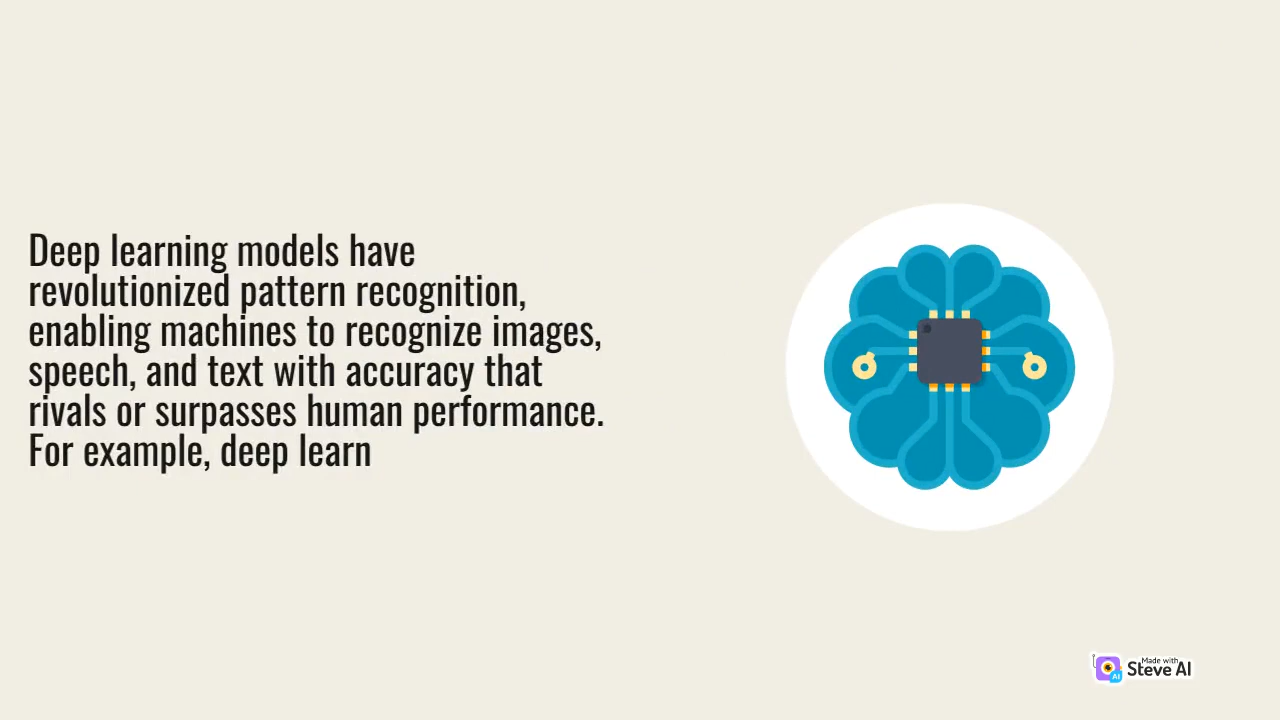 Deep learning models have
revolutionized pattern recognition,
enabling machines to recognize images,
speech, and text with accuracy that
rivals or surpasses human performance.
For example, deep learn
Made with
Steve AI
AI